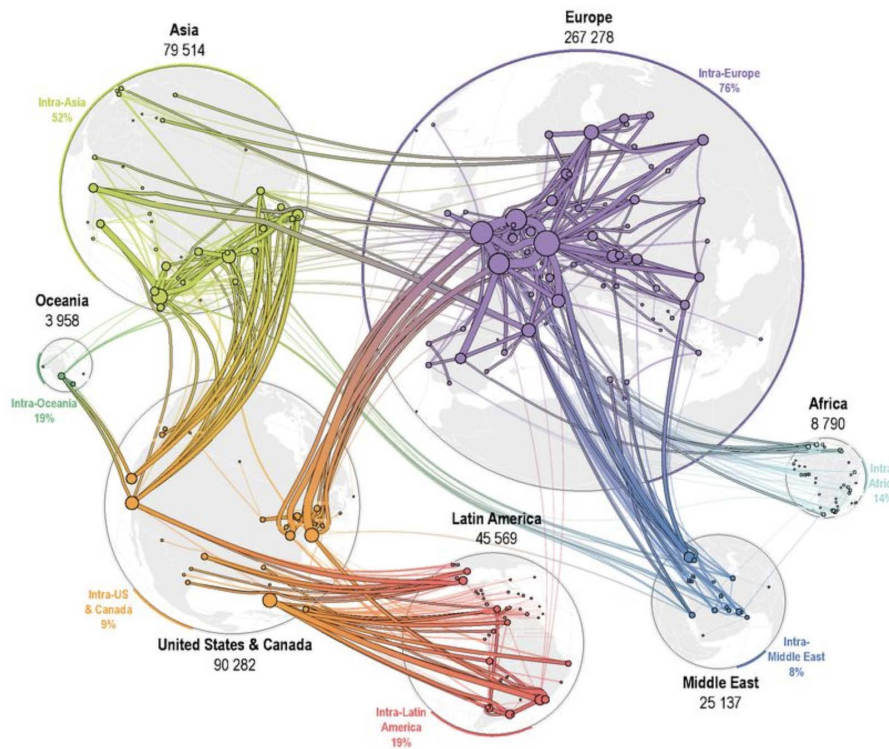 Asia
79 514
Europe
267 278
Intra-Europe
76%
Intra-Asia
52%
Oceania
3 958
Intra-Oceania
19%
Africa
8 790
Intra-
Afric
14%
Latin America
45 569
Intra-US
& Canada
9%
United States & Canada
90 282
Intra-
Middle East
8%
Middle East
25 137
Intra-Latin
America
19%